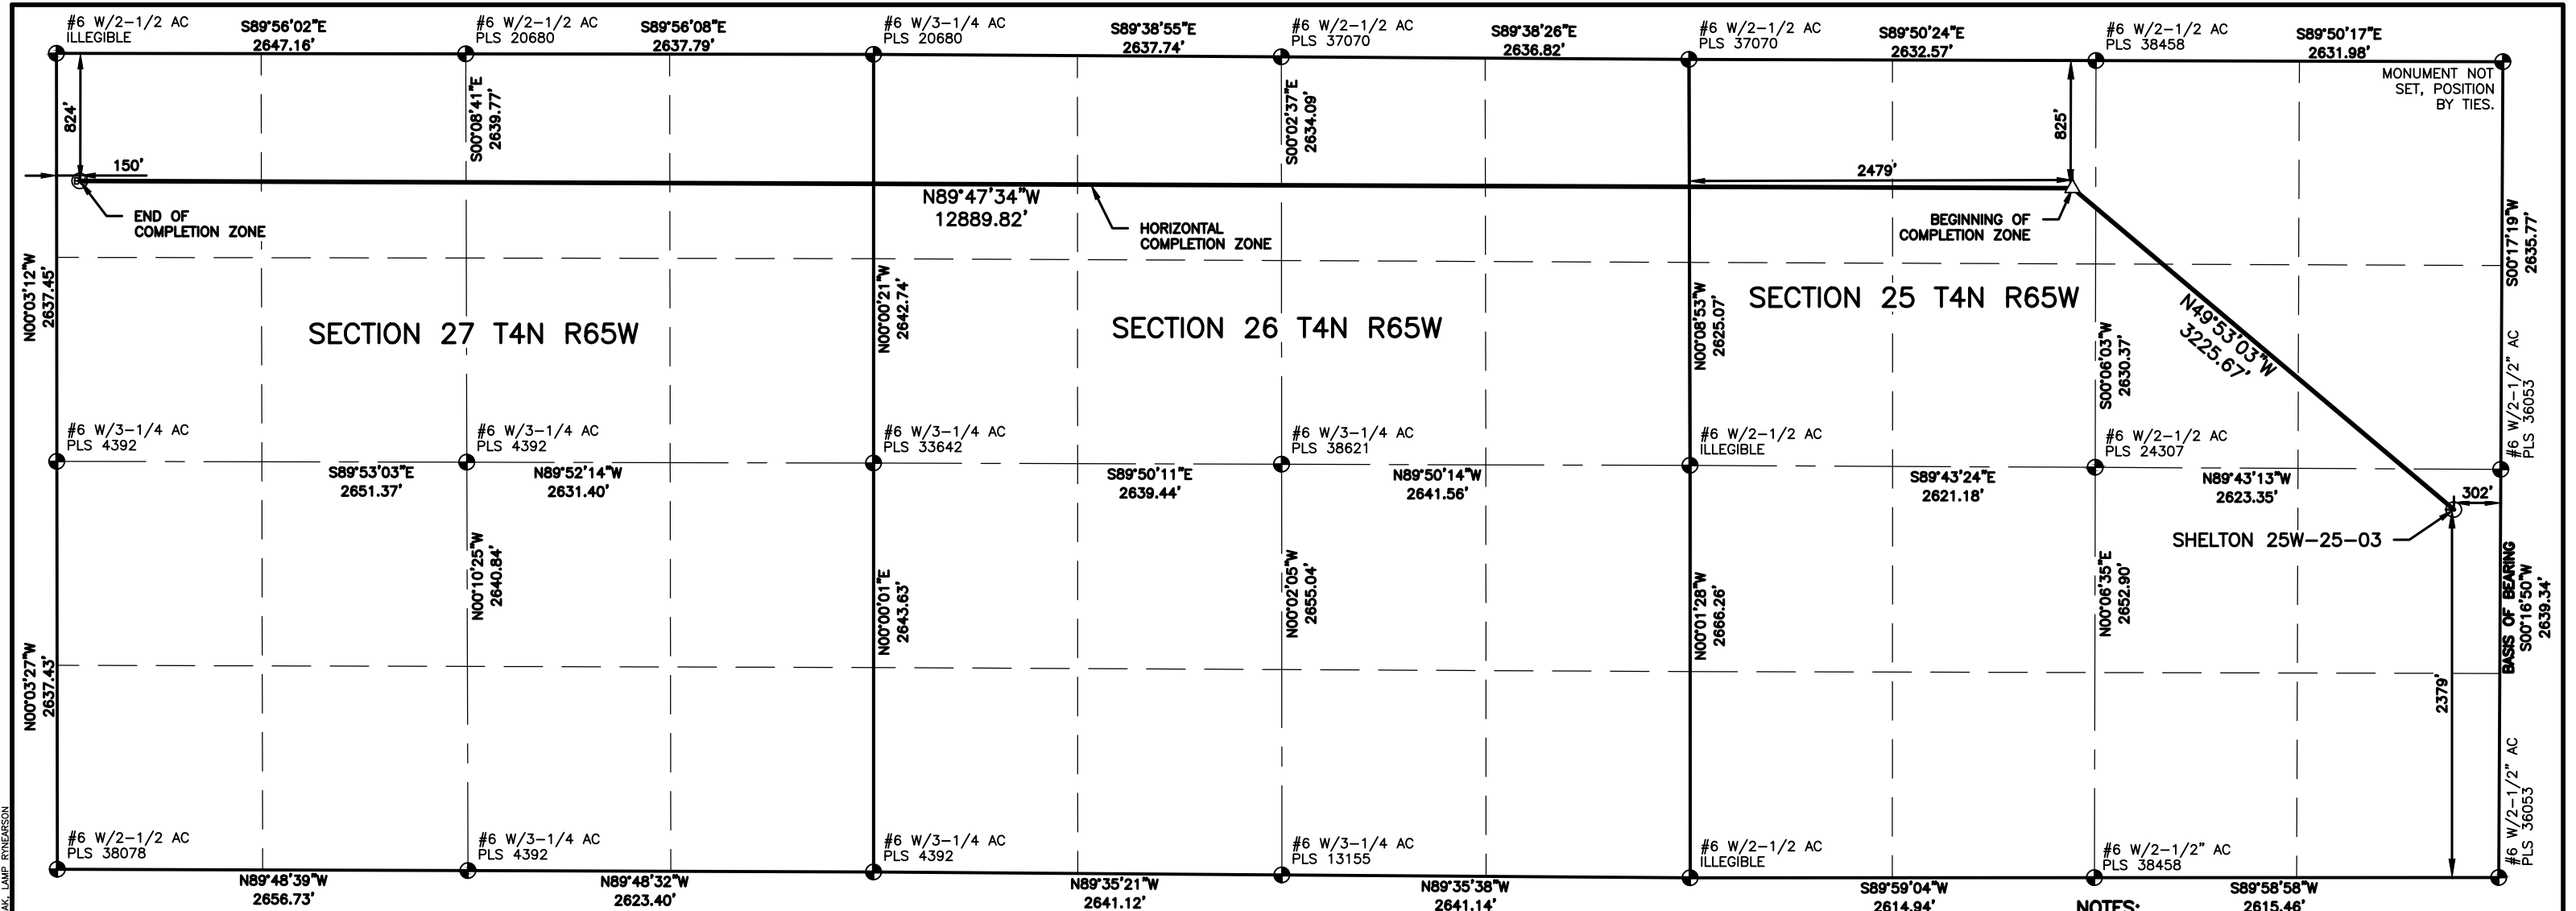 #6 W/2-1/2 AC
ILLEGIBLE
S89°56'02"E
2647.16'
#6 W/2-1/2 AC
PLS 20680
S89°56'08"E
2637.79'
#6 W/3-1/4 AC
PLS 20680
S89°38'55"E
2637.74'
#6 W/2-1/2 AC
PLS 37070
S89°38'26"E
2636.82'
#6 W/2-1/2 AC
PLS 37070
S89°50'24"E
2632.57'
#6 W/2-1/2 AC
PLS 38458
S89°50'17"E
2631.98'
MONUMENT NOT
SET, POSITION
BY TIES.
824'
S00°08'41"E
2639.77'
S00°02'37"E
2634.09'
825'
150'
2479'
END OF
COMPLETION ZONE
N89°47'34"W
12889.82'
HORIZONTAL
COMPLETION ZONE
BEGINNING OF
COMPLETION ZONE
S00°17'19"W
2635.77'
N00°03'12"W
2637.45'
N00°00'21"W
2642.74'
N00°08'53"W
2625.07'
S00°06'03"W
2630.37'
N49°53'03"W
3225.67'
SECTION 27 T4N R65W
SECTION 26 T4N R65W
SECTION 25 T4N R65W
#6 W/2-1/2" AC
PLS 36053
#6 W/3-1/4 AC
PLS 4392
#6 W/3-1/4 AC
PLS 4392
#6 W/3-1/4 AC
PLS 33642
#6 W/3-1/4 AC
PLS 38621
#6 W/2-1/2 AC
ILLEGIBLE
#6 W/2-1/2 AC
PLS 24307
S89°53'03"E
2651.37'
N89°52'14"W
2631.40'
S89°50'11"E
2639.44'
N89°50'14"W
2641.56'
S89°43'24"E
2621.18'
N89°43'13"W
2623.35'
302'
SHELTON 25W-25-03
N00°03'27"W
2637.43'
N00°10'25"W
2640.84'
N00°00'01"E
2643.63'
N00°02'05"W
2655.04'
N00°01'28"W
2666.26'
N00°06'35"E
2652.90'
BASIS OF BEARING
S00°16'50"W
2639.34'
2379'
#6 W/2-1/2" AC
PLS 36053
#6 W/2-1/2 AC
PLS 38078
#6 W/3-1/4 AC
PLS 4392
#6 W/3-1/4 AC
PLS 4392
#6 W/3-1/4 AC
PLS 13155
#6 W/2-1/2 AC
ILLEGIBLE
#6 W/2-1/2" AC
PLS 38458
N89°48'39"W
2656.73'
N89°48'32"W
2623.40'
N89°35'21"W
2641.12'
N89°35'38"W
2641.14'
S89°59'04"W
2614.94'
S89°58'58"W
2615.46'
NOTES:
LAMP RYNEARSON